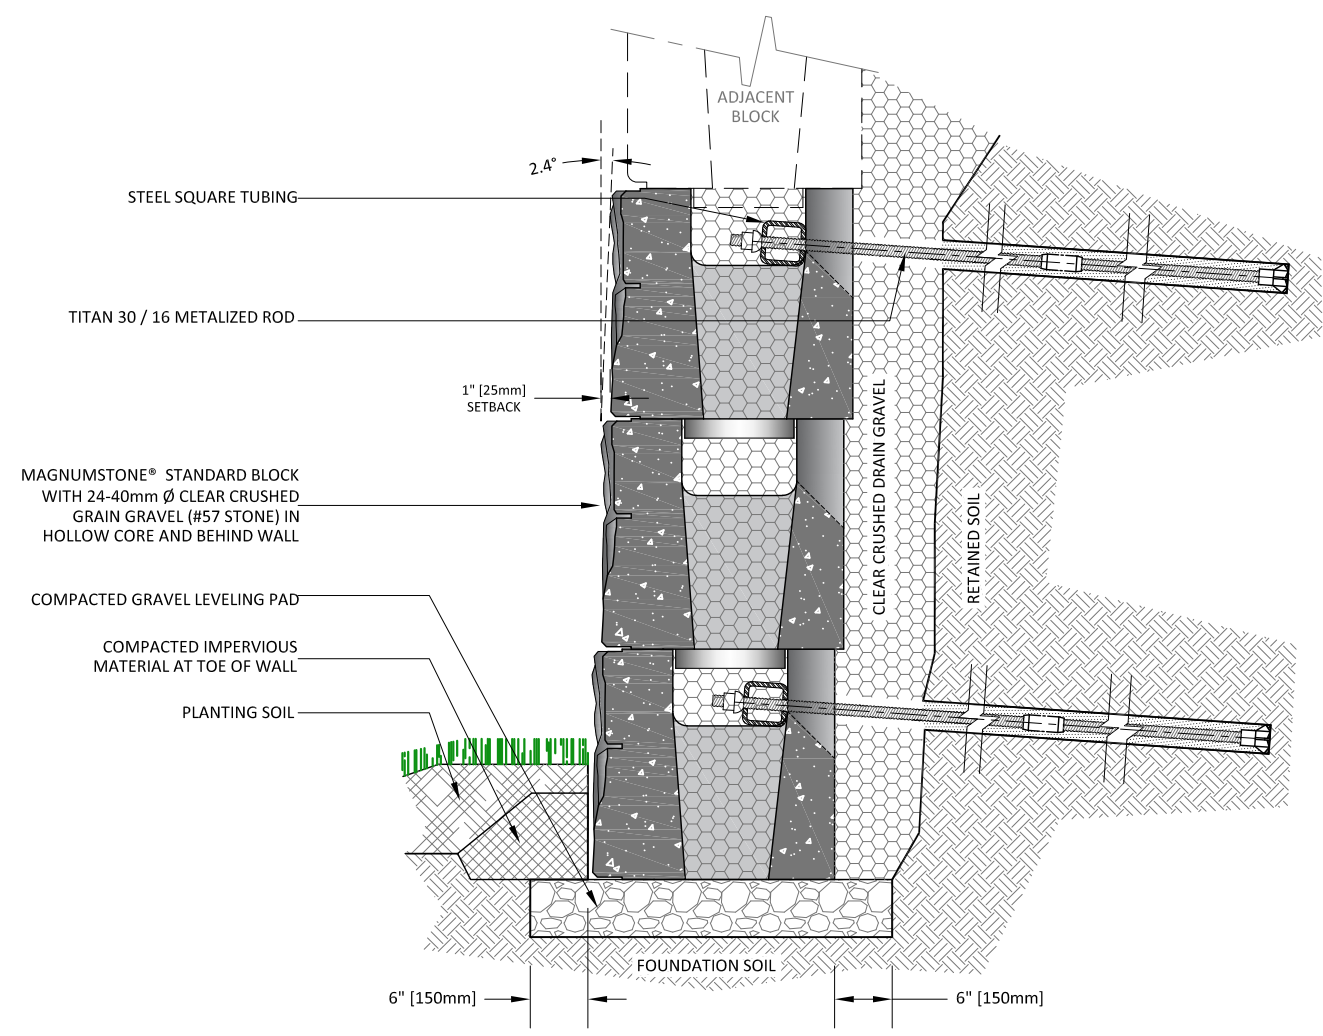 ADJACENT
BLOCK
2.4°
STEEL SQUARE TUBING
TITAN 30 / 16 METALIZED ROD
1" [25mm]
SETBACK
MAGNUMSTONE® STANDARD BLOCK
WITH 24-40mm Ø CLEAR CRUSHED
GRAIN GRAVEL (#57 STONE) IN
HOLLOW CORE AND BEHIND WALL
CLEAR CRUSHED DRAIN GRAVEL
RETAINED SOIL
COMPACTED GRAVEL LEVELING PAD
COMPACTED IMPERVIOUS
MATERIAL AT TOE OF WALL
PLANTING SOIL
FOUNDATION SOIL
6" [150mm]
6" [150mm]